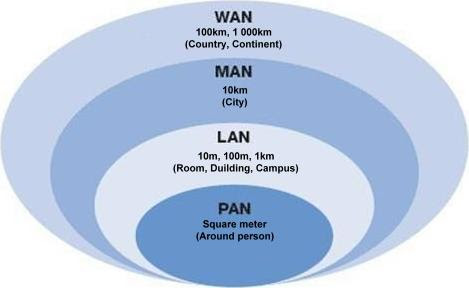 WAN
100km, 1 000km
(Country, Continent)
MAN
10km
(City)
LAN
10m, 100m, 1km
(Room, Duilding, Campus)
PAN
Square meter
(Around person)